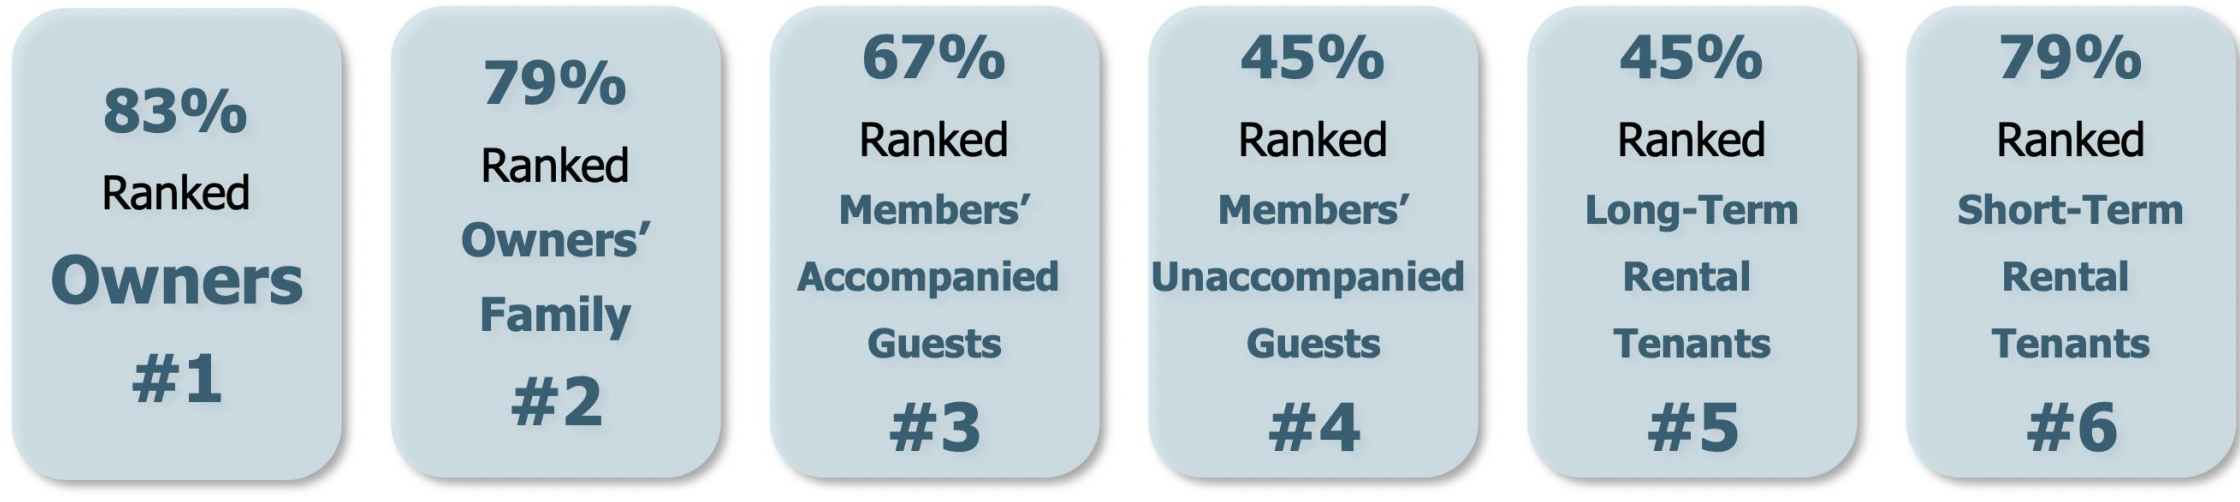 83%
Ranked
Owners
#1
79%
Ranked
Owners’
Family
#2
67%
Ranked
Members’
Accompanied
Guests
#3
45%
Ranked
Members’
Unaccompanied
Guests
#4
45%
Ranked
Long-Term
Rental
Tenants
#5
79%
Ranked
Short-Term
Rental
Tenants
#6